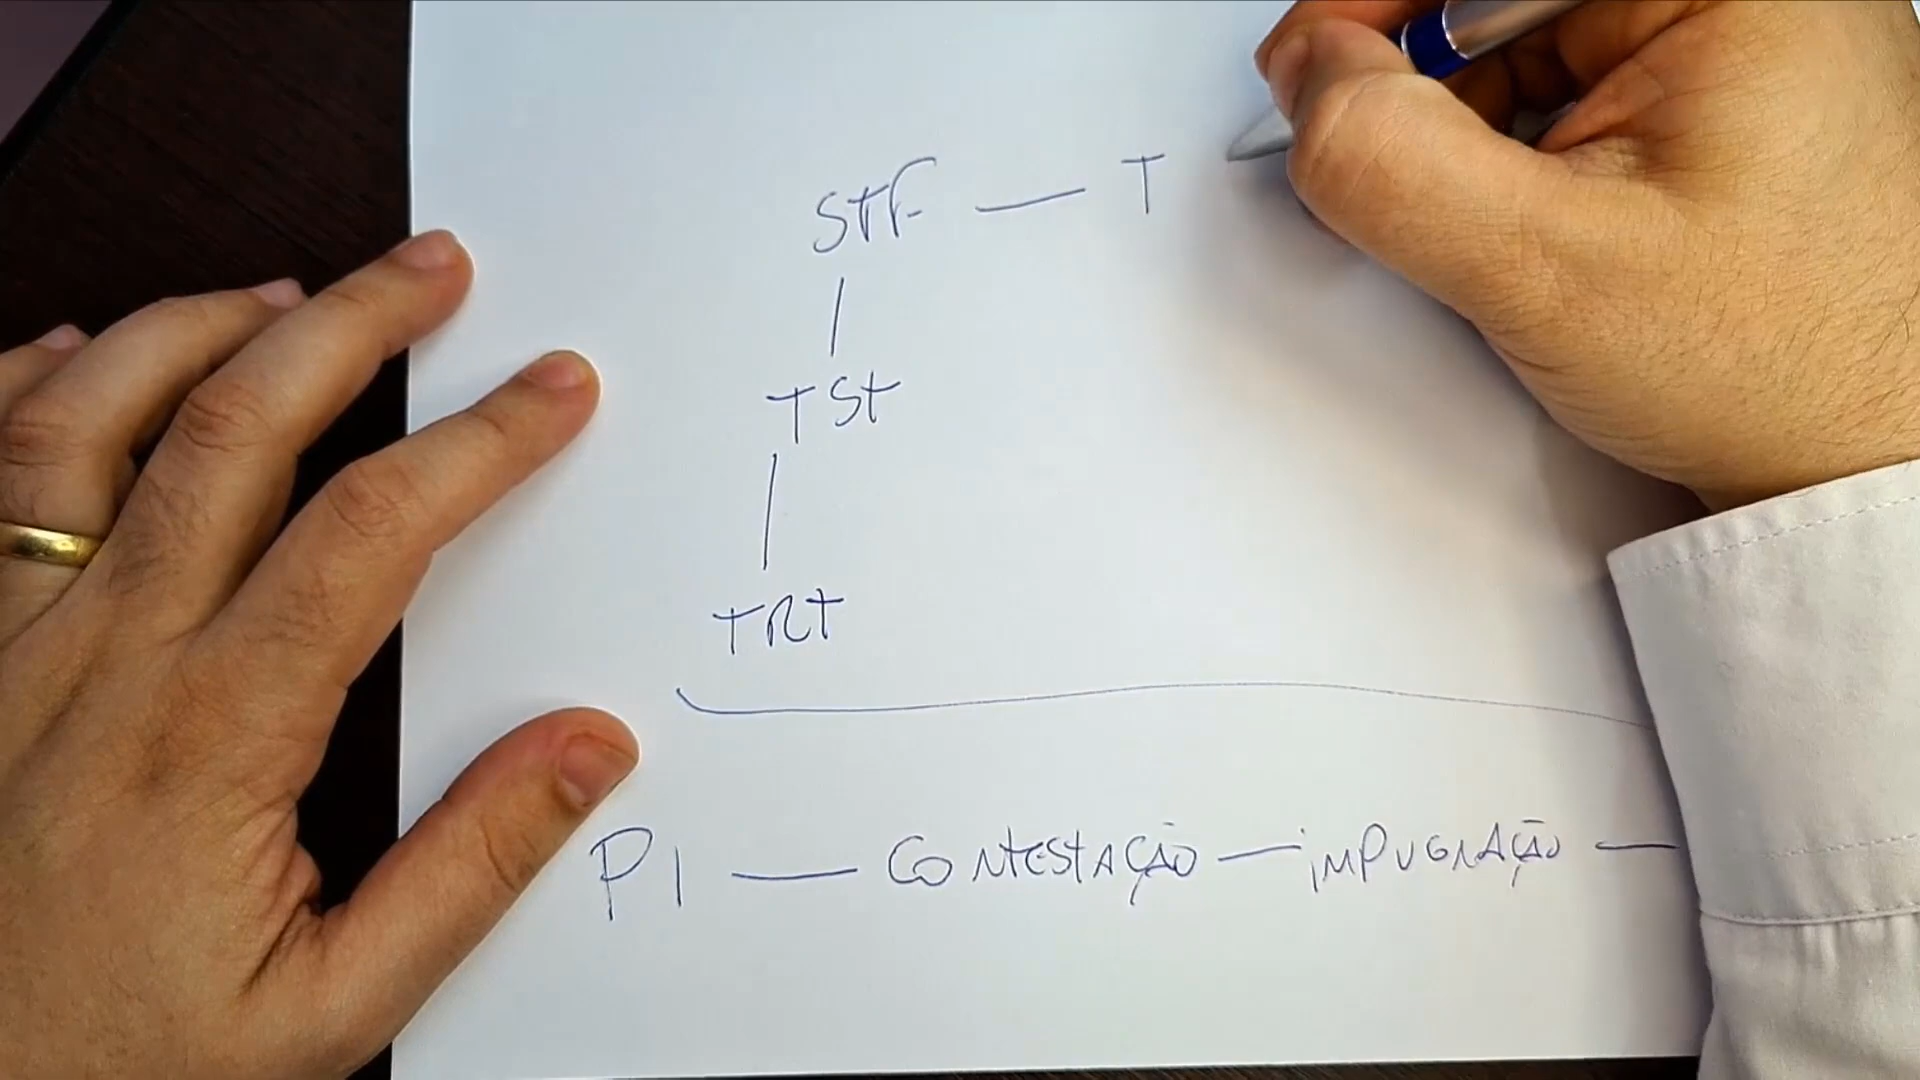 STF — T
TST
TRT
PI — CONTESTAÇÃO — IMPUGNAÇÃO —